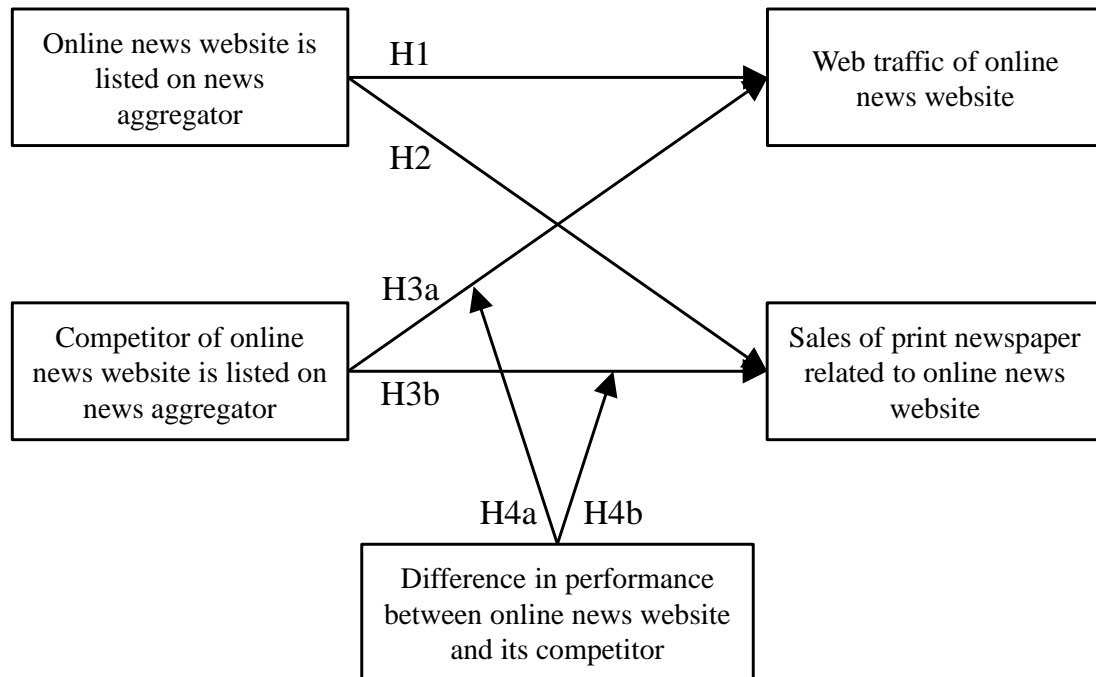 Online news website is
listed on news
aggregator
H1
Web traffic of online
news website
H2
H3a
Competitor of online
news website is listed on
news aggregator
H3b
Sales of print newspaper
related to online news
website
H4a
H4b
Difference in performance
between online news website
and its competitor